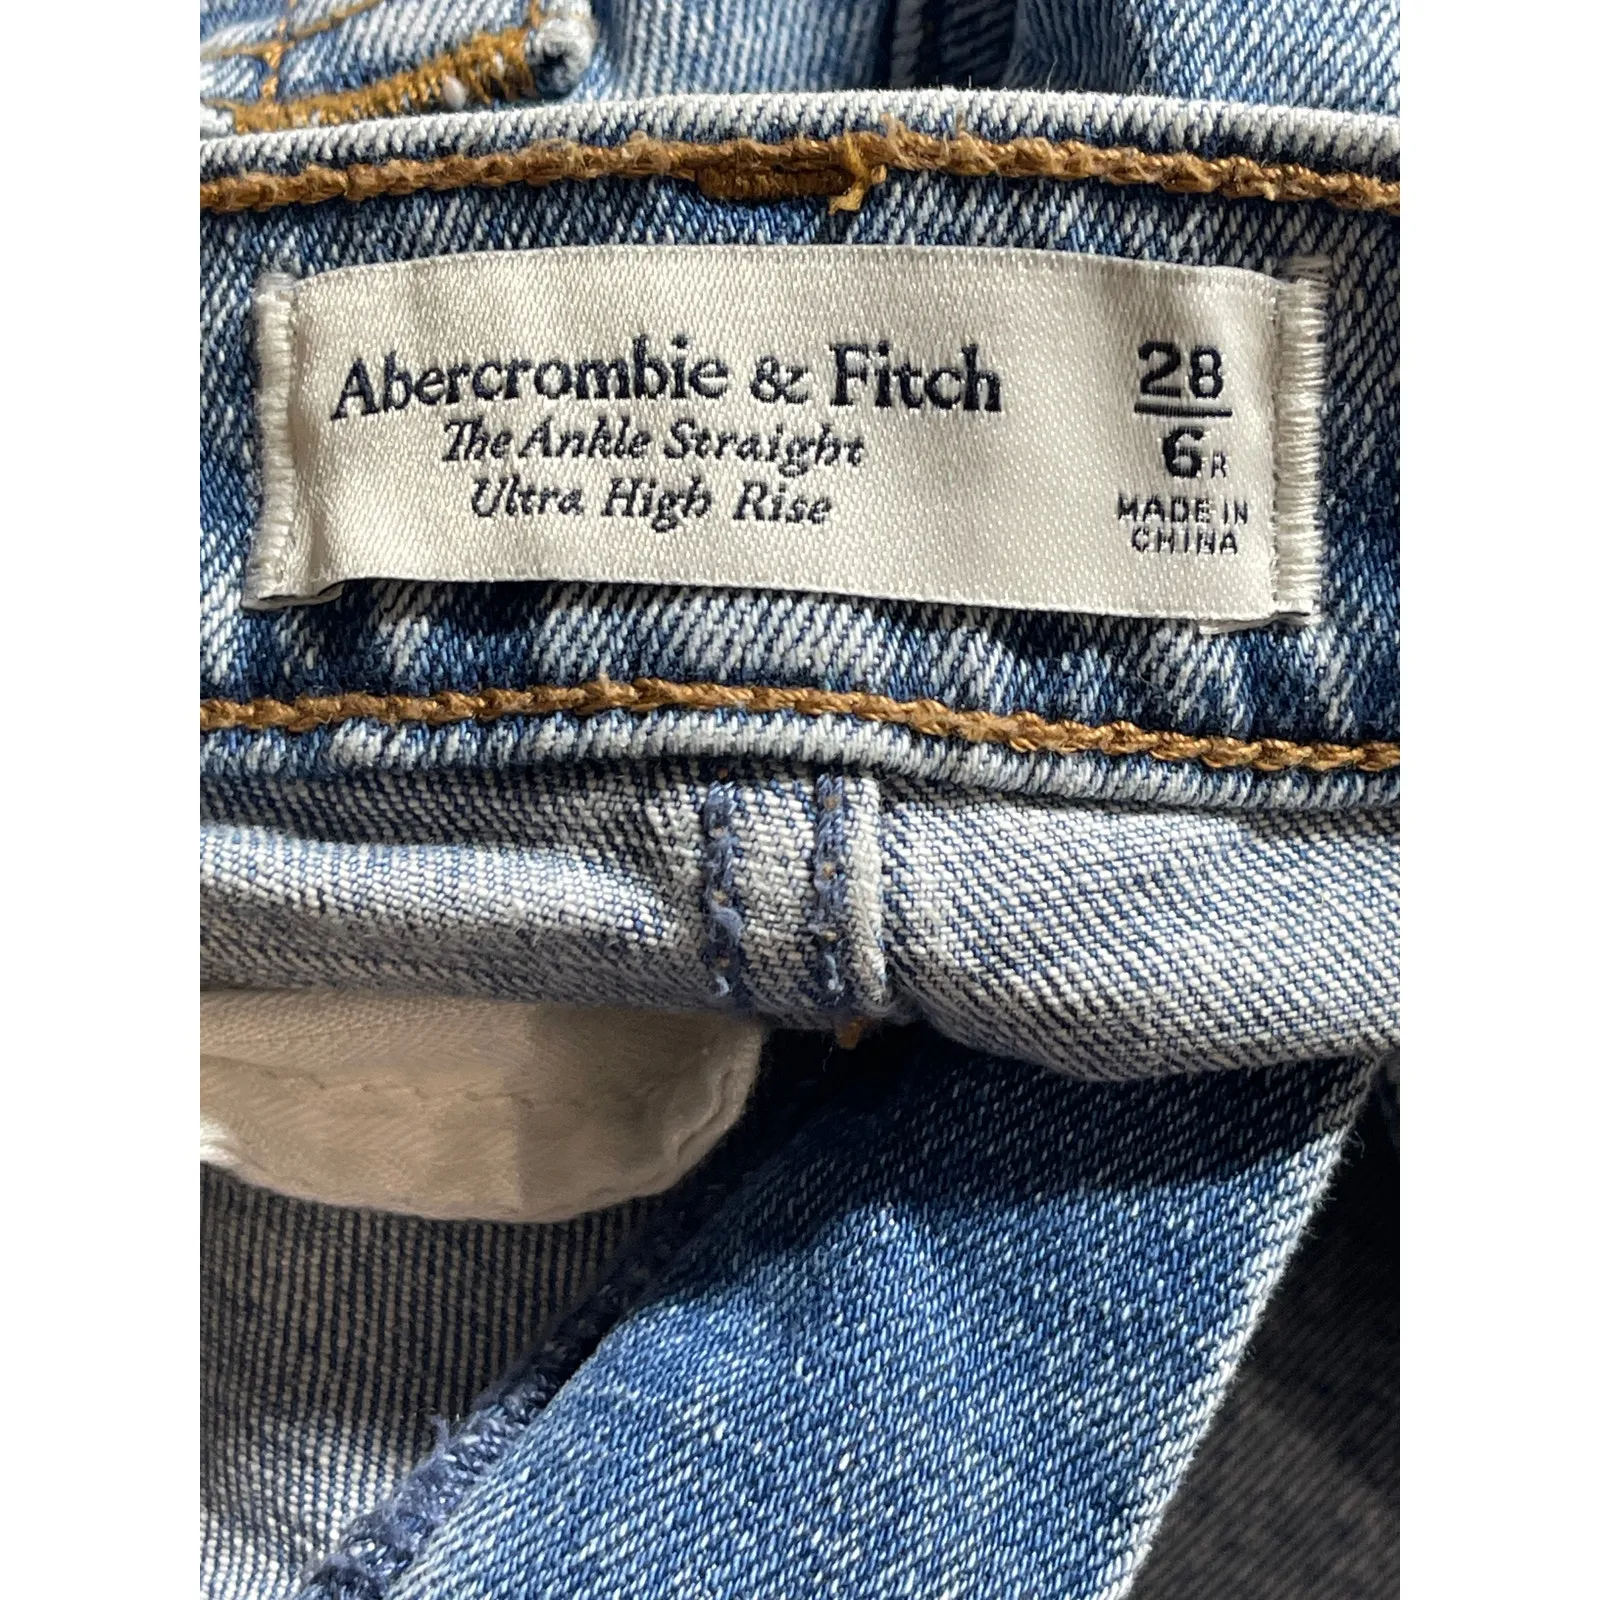 Abercrombie & Fitch
The Ankle Straight
Ultra High Rise
28
6R
MADE IN
CHINA